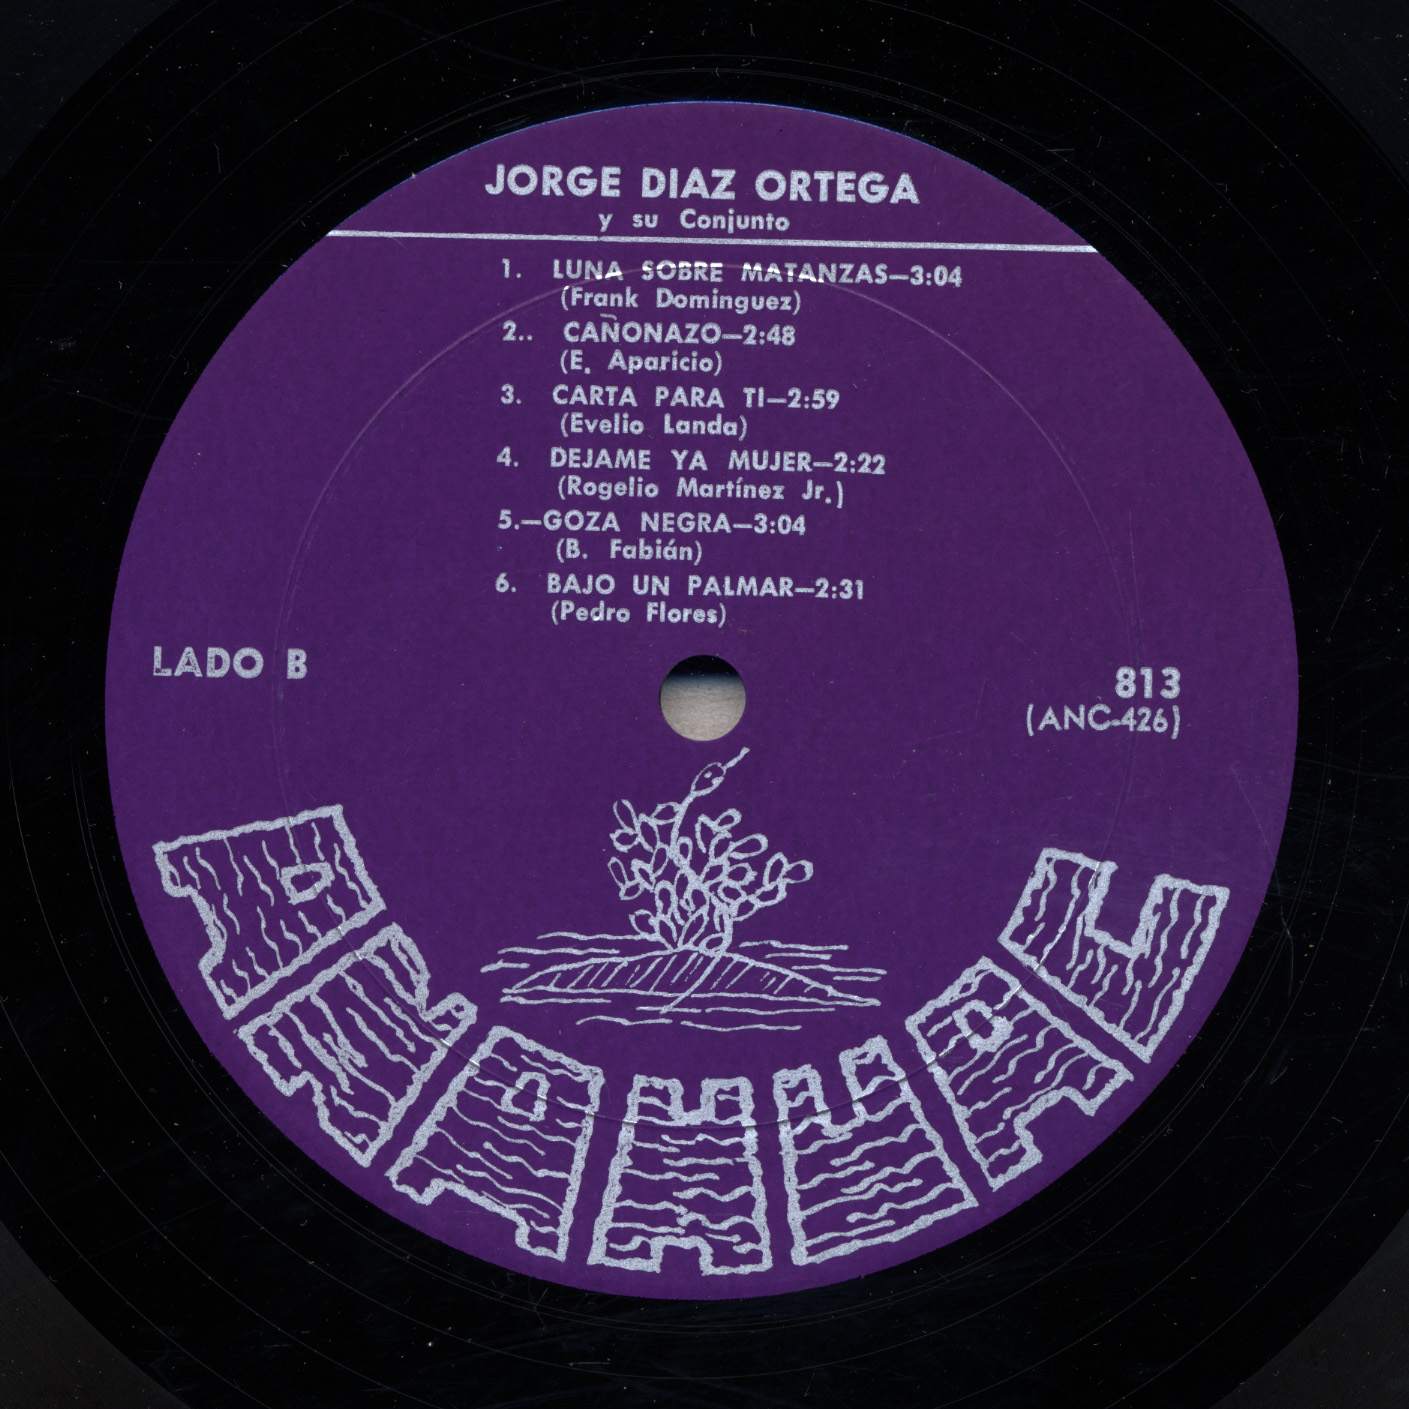 JORGE DIAZ ORTEGA
y su Conjunto
1. LUNA SOBRE MATANZAS—3:04
(Frank Dominguez)
2.. CAÑONAZO—2:48
(E. Aparicio)
3. CARTA PARA TI—2:59
(Evelio Landa)
4. DEJAME YA MUJER—2:22
(Rogelio Martínez Jr.)
5.—GOZA NEGRA—3:04
(B. Fabián)
6. BAJO UN PALMAR—2:31
(Pedro Flores)
LADO B
813
(ANC-426)
ANAHUAC